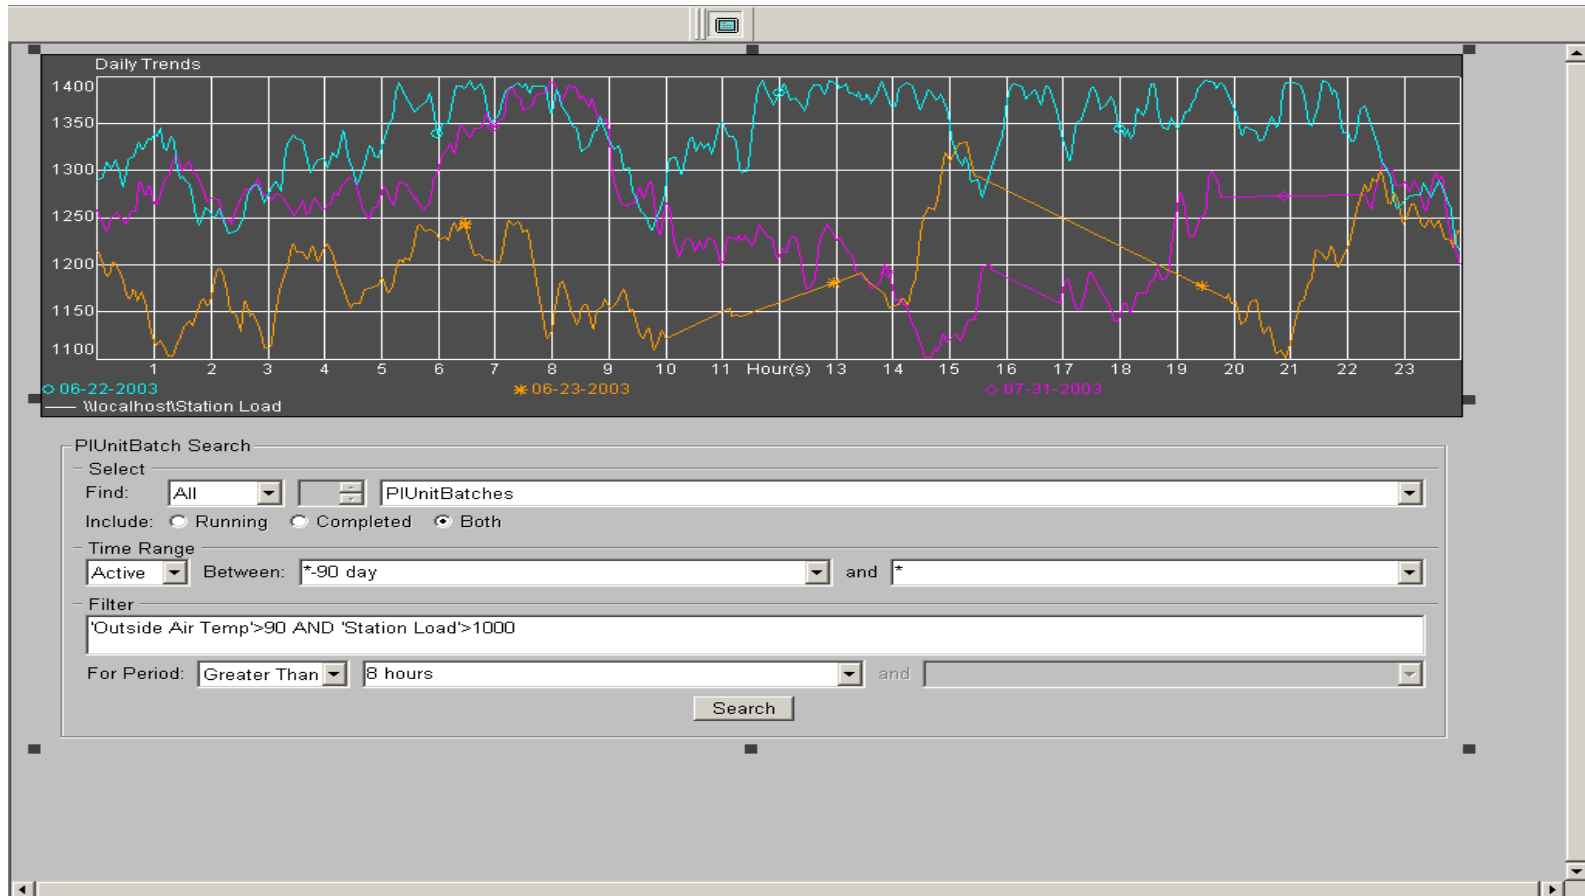 Daily Trends
1400
1350
1300
1250
1200
1150
1100
1 2 3 4 5 6 7 8 9 10 11 Hour(s) 13 14 15 16 17 18 19 20 21 22 23
06-22-2003 06-23-2003 07-31-2003
\\localhost\Station Load
PIUnitBatch Search
Select
Find: All PIUnitBatches
Include: Running Completed Both
Time Range
Active Between: *-90 day and *
Filter
'Outside Air Temp'>90 AND 'Station Load'>1000
For Period: Greater Than 8 hours and
Search